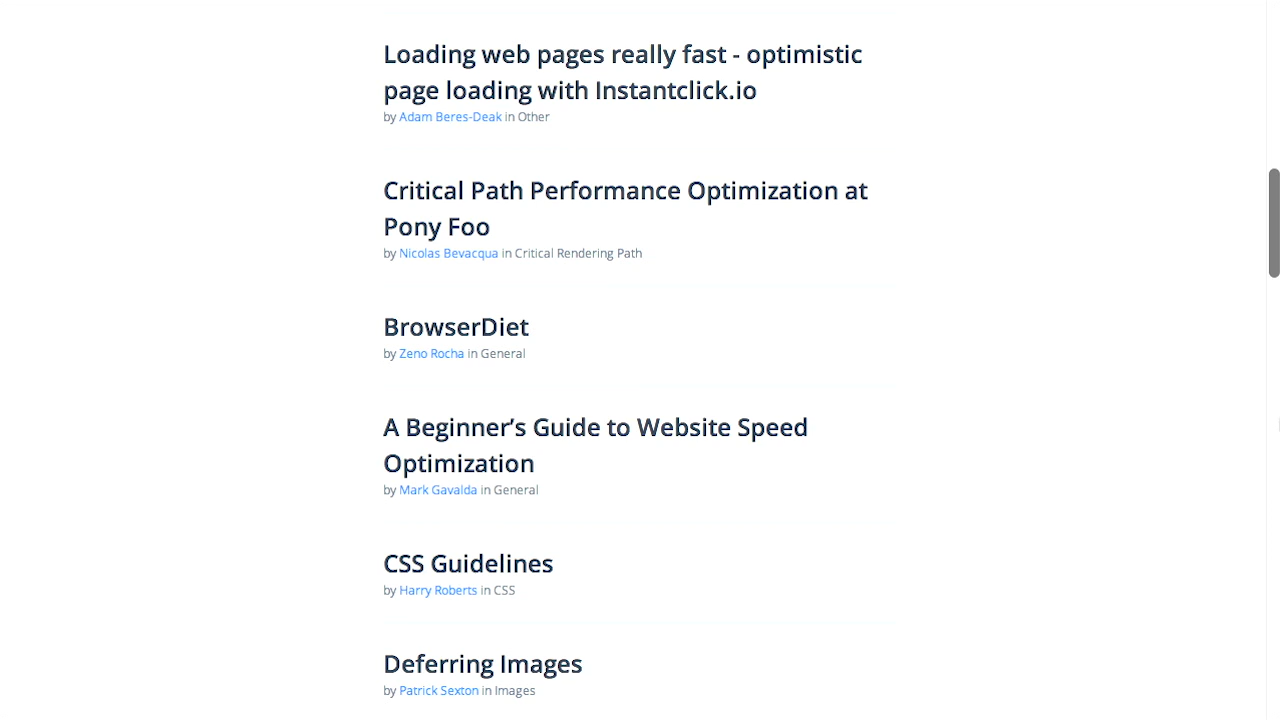 Loading web pages really fast - optimistic
page loading with Instantclick.io
by Adam Beres-Deak in Other
Critical Path Performance Optimization at
Pony Foo
by Nicolas Bevacqua in Critical Rendering Path
BrowserDiet
by Zeno Rocha in General
A Beginner’s Guide to Website Speed
Optimization
by Mark Gavalda in General
CSS Guidelines
by Harry Roberts in CSS
Deferring Images
by Patrick Sexton in Images